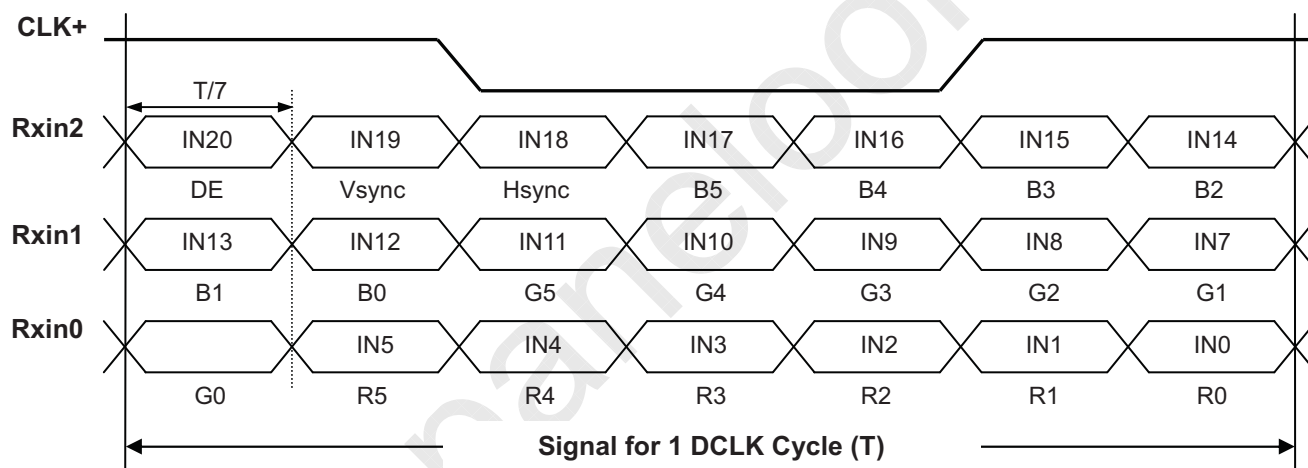 CLK+
T/7
Rxin2 IN20 IN19 IN18 IN17 IN16 IN15 IN14
DE Vsync Hsync B5 B4 B3 B2
Rxin1 IN13 IN12 IN11 IN10 IN9 IN8 IN7
B1 B0 G5 G4 G3 G2 G1
Rxin0 IN5 IN4 IN3 IN2 IN1 IN0
G0 R5 R4 R3 R2 R1 R0
Signal for 1 DCLK Cycle (T)